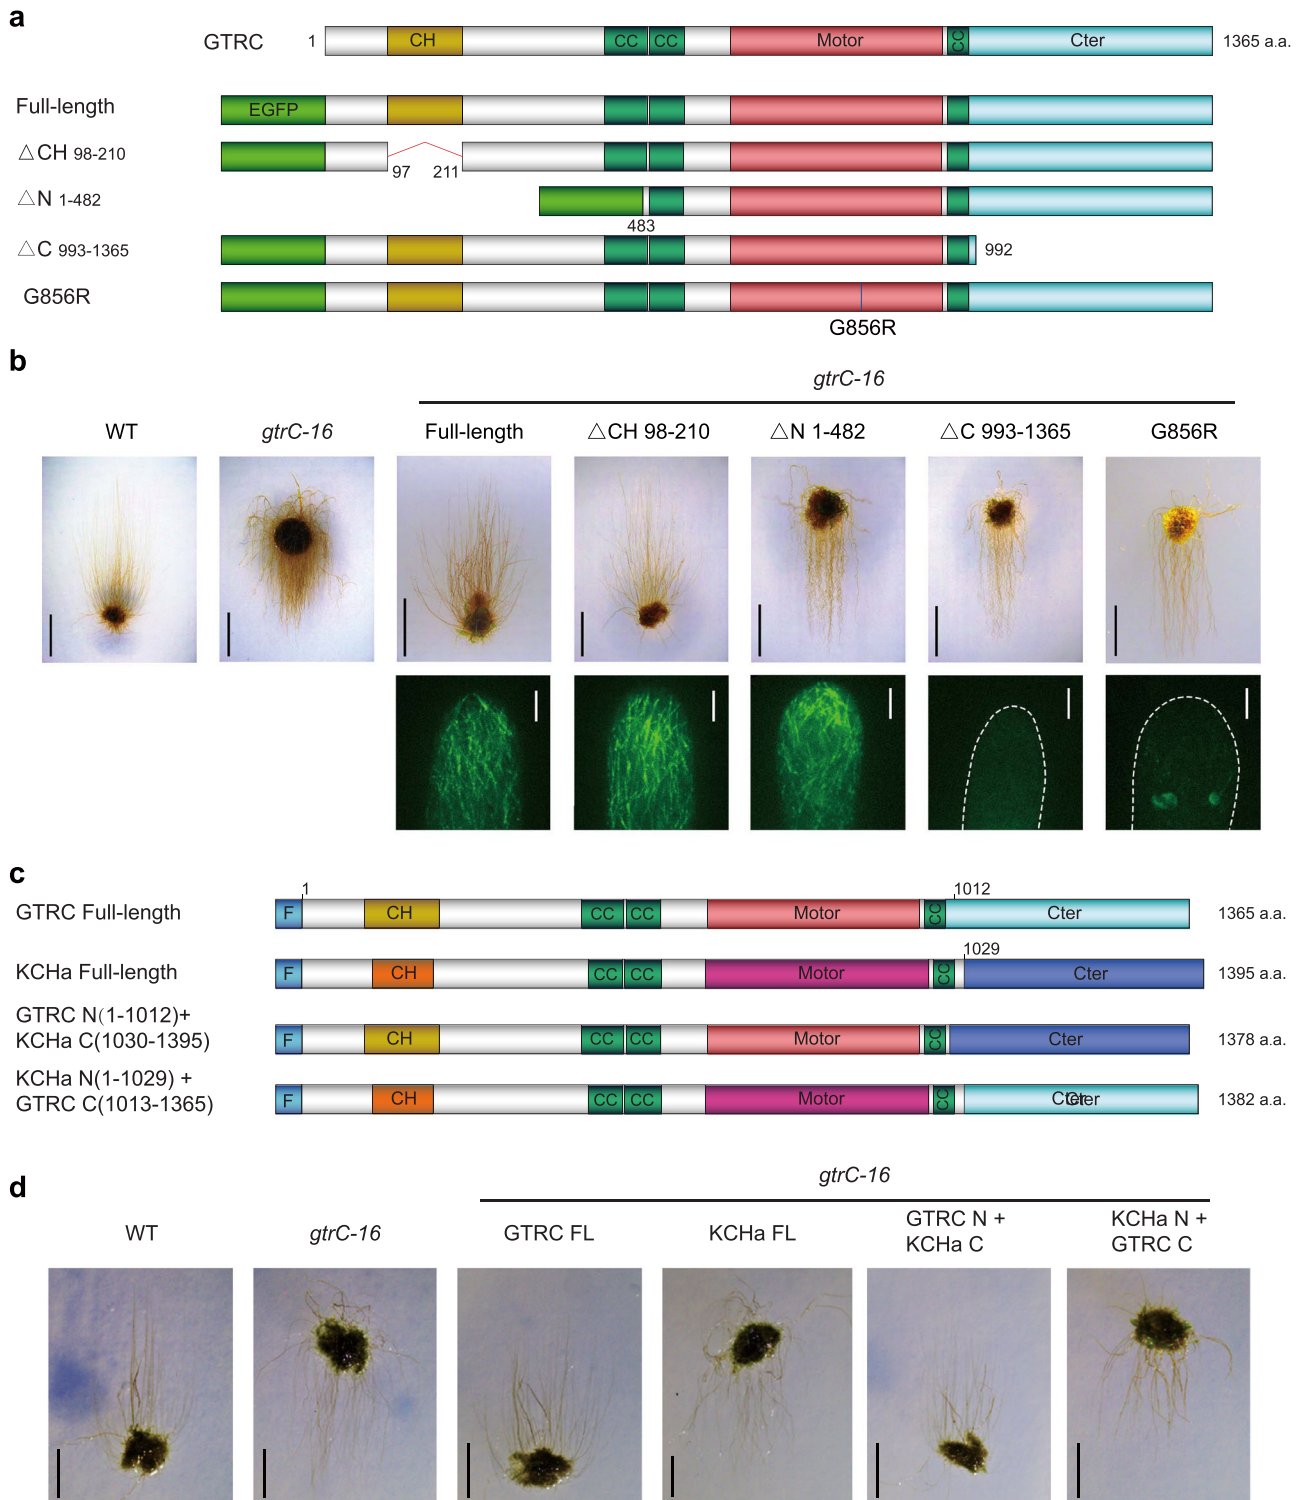 a
GTRC 1 CH CC CC Motor CC Cter 1365 a.a.
Full-length EGFP
△CH 98-210
97 211
△N 1-482
483
△C 993-1365 992
G856R
G856R
b
gtrC-16
WT gtrC-16 Full-length △CH 98-210 △N 1-482 △C 993-1365 G856R
c
1 1012
GTRC Full-length F CH CC CC Motor CC Cter 1365 a.a.
1029
KCHa Full-length F CH CC CC Motor CC Cter 1395 a.a.
GTRC N(1-1012)+
KCHa C(1030-1395) F CH CC CC Motor CC Cter 1378 a.a.
KCHa N(1-1029) +
GTRC C(1013-1365) F CH CC CC Motor CC Cter Cter 1382 a.a.
d
gtrC-16
WT gtrC-16 GTRC FL KCHa FL GTRC N +
KCHa C KCHa N +
GTRC C